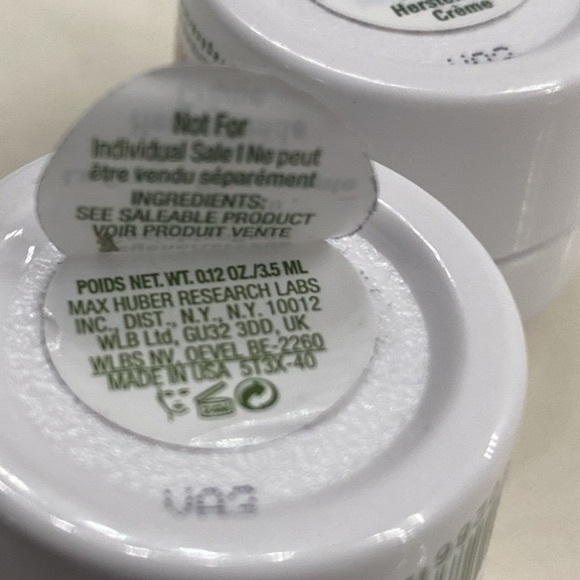 Crème
Not For
Individual Sale / Ne peut
être vendu séparément
INGREDIENTS:
SEE SALEABLE PRODUCT
VOIR PRODUIT VENTE
POIDS NET. WT. 0.12 OZ./3.5 ML
MAX HUBER RESEARCH LABS
INC., DIST., N.Y., N.Y. 10012
WLB Ltd, GU32 3DD, UK
WLBS NV, OEVEL BE-2260
MADE IN USA 5T3X-40
VA3